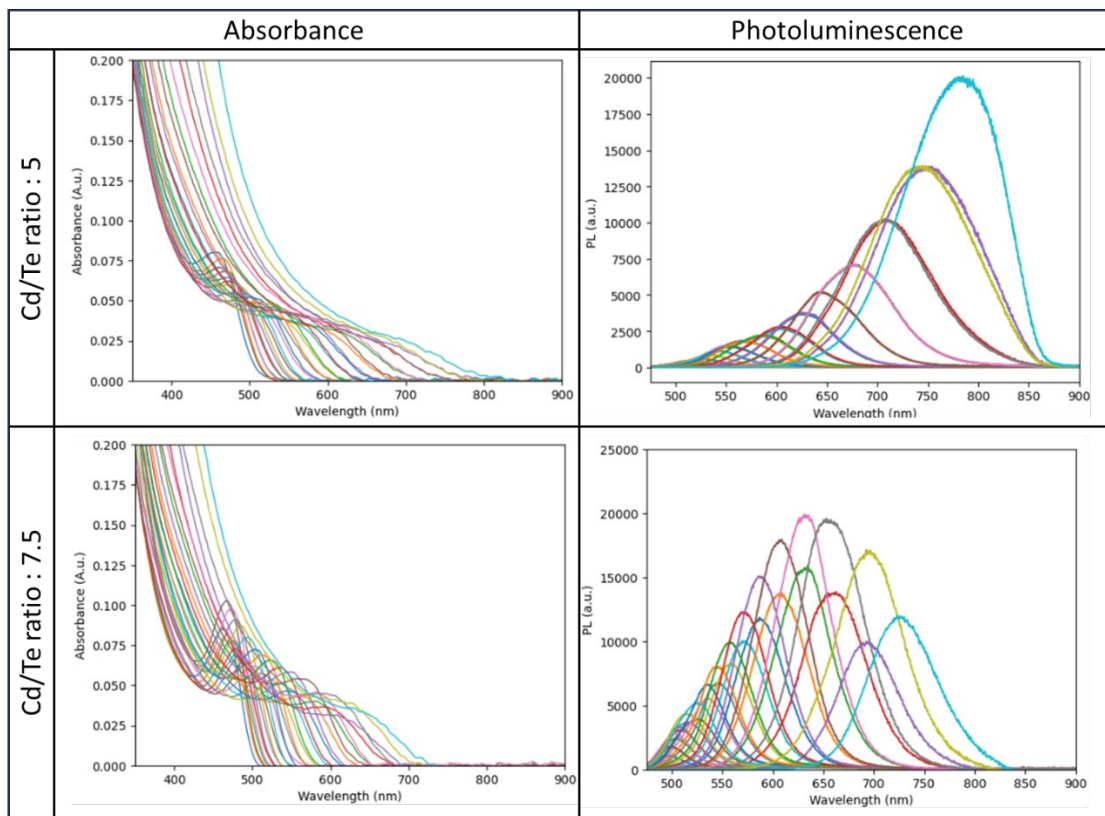 Absorbance
Photoluminescence
Cd/Te ratio : 5
0.200
0.175
0.150
0.125
0.100
0.075
0.050
0.025
0.000
Absorbance (A.u.)
400 500 600 700 800 900
Wavelength (nm)
20000
17500
15000
12500
10000
7500
5000
2500
0
PL (a.u.)
500 550 600 650 700 750 800 850 900
Wavelength (nm)
Cd/Te ratio : 7.5
0.200
0.175
0.150
0.125
0.100
0.075
0.050
0.025
0.000
Absorbance (A.u.)
400 500 600 700 800 900
Wavelength (nm)
25000
20000
15000
10000
5000
0
PL (a.u.)
500 550 600 650 700 750 800 850 900
Wavelength (nm)